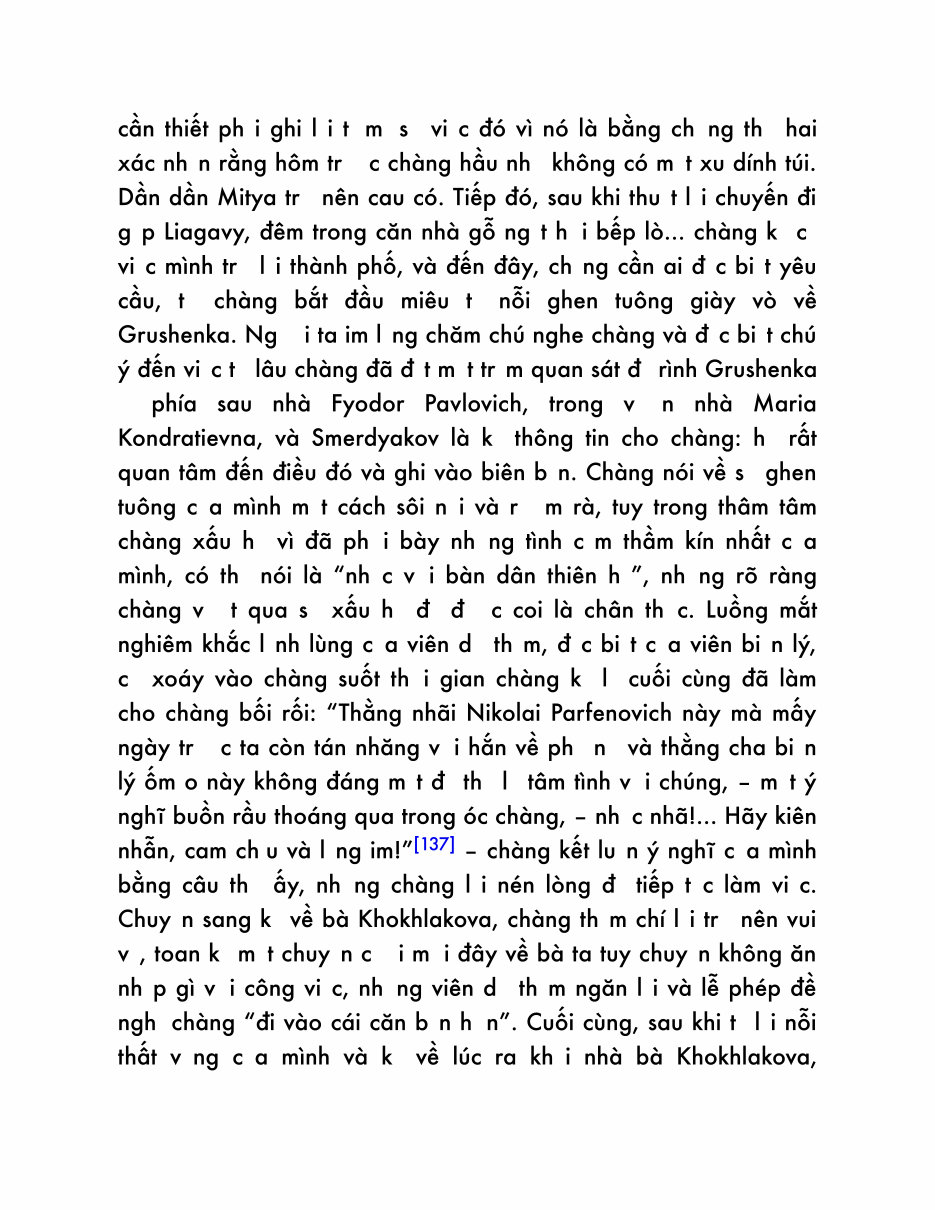 cần thiết ph i ghi l i t m s vi c đó vì nó là bằng ch ng th hai
xác nh n rằng hôm tr c chàng hầu nh không có m t xu dính túi.
Dần dần Mitya tr nên cau có. Tiếp đó, sau khi thu t l i chuyến đi
g p Liagavy, đêm trong căn nhà gỗ ng t h i bếp lò... chàng k c
vi c mình tr l i thành phố, và đến đây, ch ng cần ai đ c bi t yêu
cầu, t chàng bắt đầu miêu t nỗi ghen tuông giày vò về
Grushenka. Ng i ta im l ng chăm chú nghe chàng và đ c bi t chú
ý đến vi c t lâu chàng đã đ t m t tr m quan sát đ rình Grushenka
phía sau nhà Fyodor Pavlovich, trong v n nhà Maria
Kondratievna, và Smerdyakov là k thông tin cho chàng: h rất
quan tâm đến điều đó và ghi vào biên b n. Chàng nói về s ghen
tuông c a mình m t cách sôi n i và r m rà, tuy trong thâm tâm
chàng xấu h vì đã ph i bày nh ng tình c m thầm kín nhất c a
mình, có th nói là “nh c v i bàn dân thiên h ”, nh ng rõ ràng
chàng v t qua s xấu h đ đ c coi là chân th c. Luồng mắt
nghiêm khắc l nh lùng c a viên d th m, đ c bi t c a viên bi n lý,
c xoáy vào chàng suốt th i gian chàng k l cuối cùng đã làm
cho chàng bối rối: “Thằng nhãi Nikolai Parfenovich này mà mấy
ngày tr c ta còn tán nhăng v i hắn về ph n và thằng cha bi n
lý ốm o này không đáng m t đ th l tâm tình v i chúng, – m t ý
nghĩ buồn rầu thoáng qua trong óc chàng, – nh c nhã!... Hãy kiên
nhẫn, cam ch u và l ng im!”[137] – chàng kết lu n ý nghĩ c a mình
bằng câu th ấy, nh ng chàng l i nén lòng đ tiếp t c làm vi c.
Chuy n sang k về bà Khokhlakova, chàng th m chí l i tr nên vui
v , toan k m t chuy n c i m i đây về bà ta tuy chuy n không ăn
nh p gì v i công vi c, nh ng viên d th m ngăn l i và lễ phép đề
ngh chàng “đi vào cái căn b n h n”. Cuối cùng, sau khi t l i nỗi
thất v ng c a mình và k về lúc ra kh i nhà bà Khokhlakova,